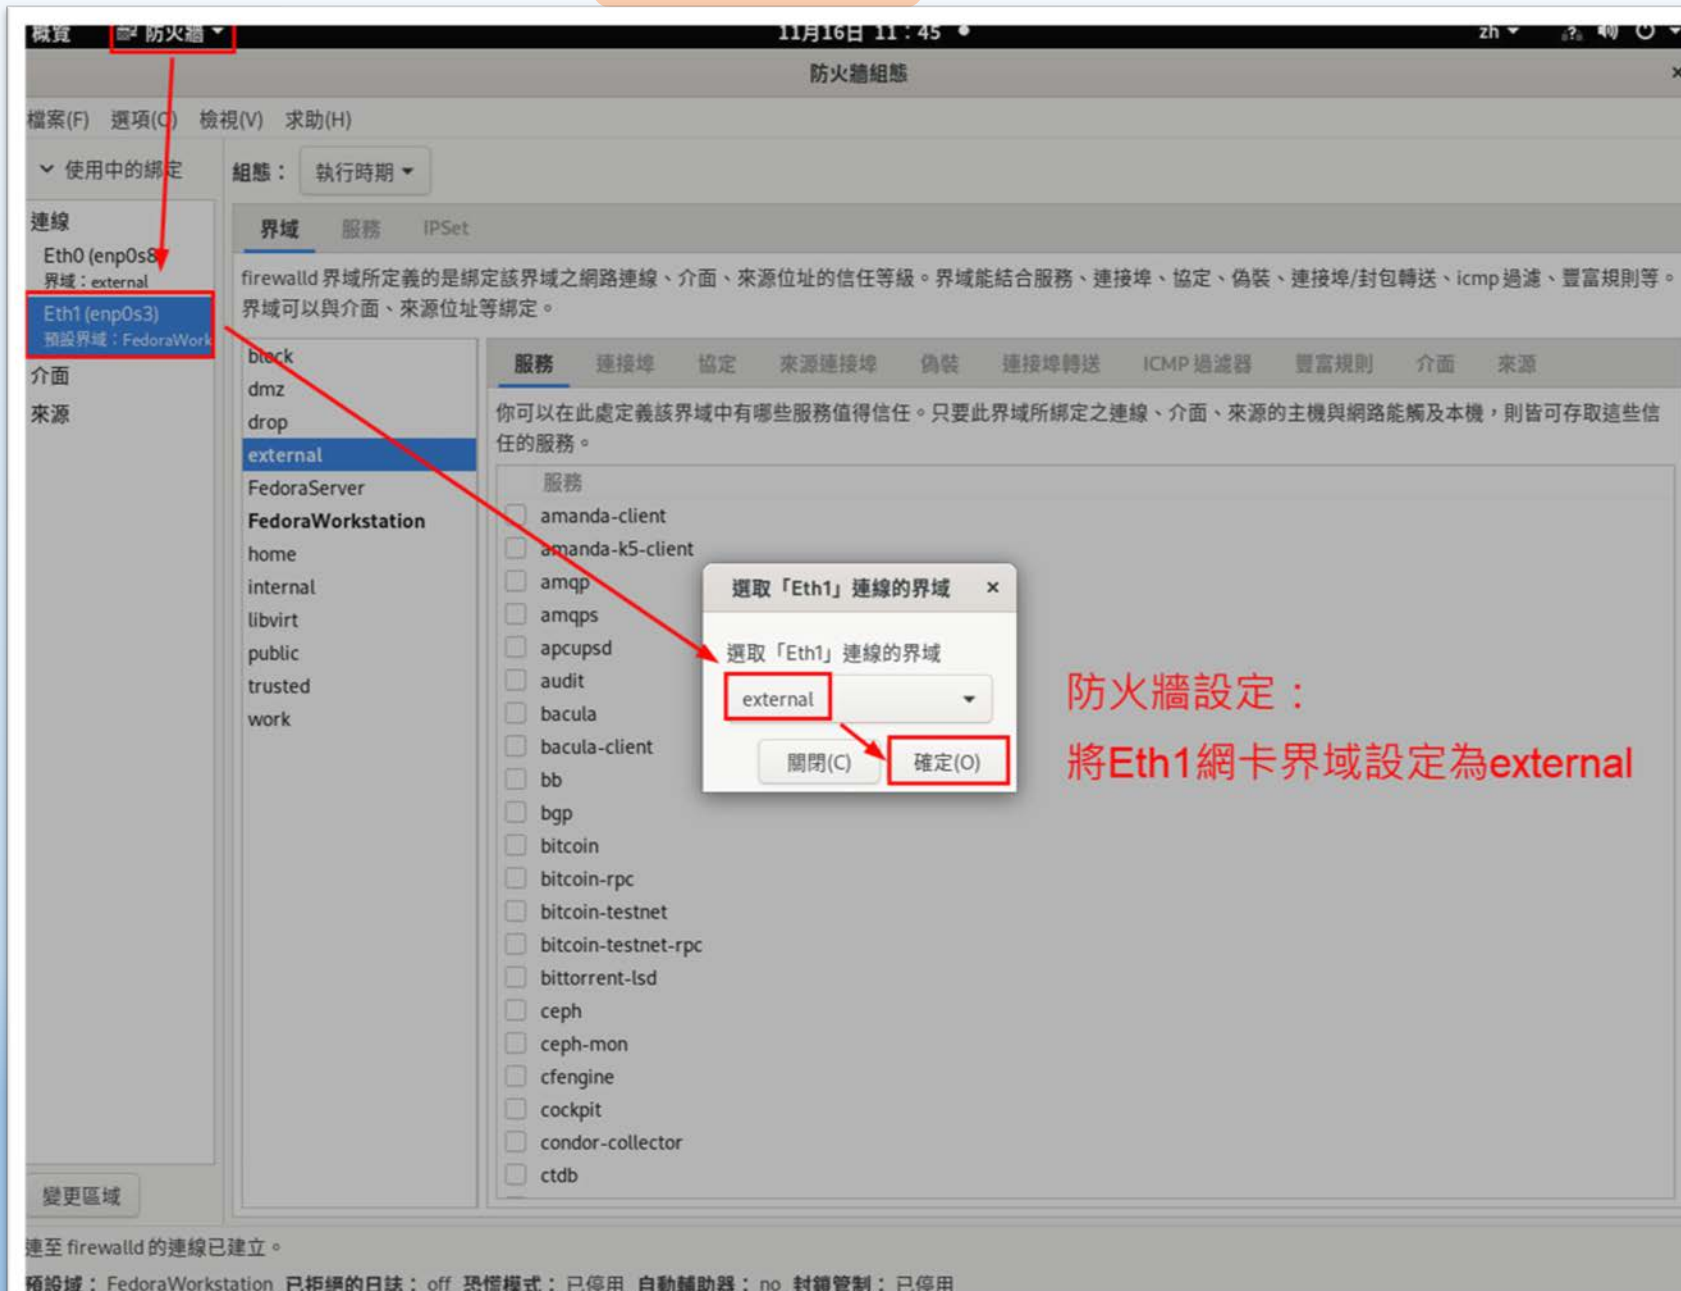 概覽 防火牆 11月16日 11：45 zh
防火牆組態
檔案(F) 選項(O) 檢視(V) 求助(H)
使用中的綁定
組態： 執行時期
連線
Eth0 (enp0s8)
界域：external
Eth1 (enp0s3)
預設界域：FedoraWork
介面
來源
界域 服務 IPSet
firewalld 界域所定義的是綁定該界域之網路連線、介面、來源位址的信任等級。界域能結合服務、連接埠、協定、偽裝、連接埠/封包轉送、icmp 過濾、豐富規則等。
界域可以與介面、來源位址等綁定。
block
dmz
drop
external
FedoraServer
FedoraWorkstation
home
internal
libvirt
public
trusted
work
服務 連接埠 協定 來源連接埠 偽裝 連接埠轉送 ICMP 過濾器 豐富規則 介面 來源
你可以在此處定義該界域中有哪些服務值得信任。只要此界域所綁定之連線、介面、來源的主機與網路能觸及本機，則皆可存取這些信
任的服務。
服務
amanda-client
amanda-k5-client
amqp
amqps
apcupsd
audit
bacula
bacula-client
bb
bgp
bitcoin
bitcoin-rpc
bitcoin-testnet
bitcoin-testnet-rpc
bittorrent-lsd
ceph
ceph-mon
cfengine
cockpit
condor-collector
ctdb
選取「Eth1」連線的界域
選取「Eth1」連線的界域
external
關閉(C) 確定(O)
防火牆設定：
將Eth1網卡界域設定為external
變更區域
連至 firewalld 的連線已建立。
預設域： FedoraWorkstation 已拒絕的日誌： off 恐慌模式： 已停用 自動輔助器： no 封鎖管制： 已停用